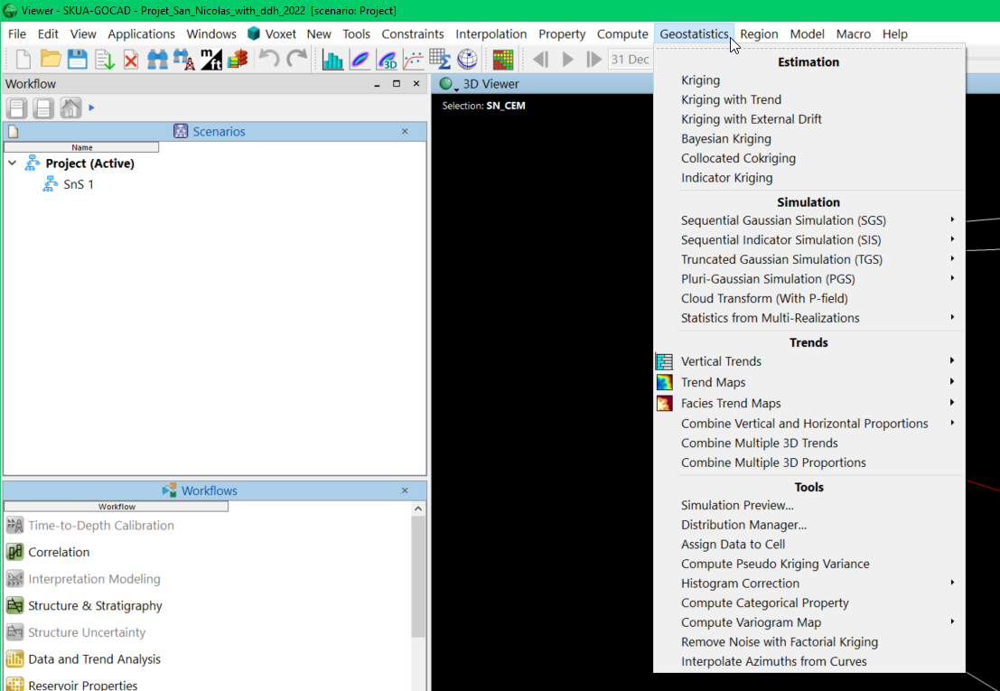 Viewer - SKUA-GOCAD - Projet_San_Nicolas_with_ddh_2022 [scenario: Project]
File Edit View Applications Windows Voxet New Tools Constraints Interpolation Property Compute Geostatistics Region Model Macro Help
m/ft 3D 31 Dec
Workflow
3D Viewer
Selection: SN_CEM
Scenarios
Name
Project (Active)
SnS 1
Workflows
Workflow
Time-to-Depth Calibration
Correlation
Interpretation Modeling
Structure & Stratigraphy
Structure Uncertainty
Data and Trend Analysis
Reservoir Properties
Estimation
Kriging
Kriging with Trend
Kriging with External Drift
Bayesian Kriging
Collocated Cokriging
Indicator Kriging
Simulation
Sequential Gaussian Simulation (SGS)
Sequential Indicator Simulation (SIS)
Truncated Gaussian Simulation (TGS)
Pluri-Gaussian Simulation (PGS)
Cloud Transform (With P-field)
Statistics from Multi-Realizations
Trends
Vertical Trends
Trend Maps
Facies Trend Maps
Combine Vertical and Horizontal Proportions
Combine Multiple 3D Trends
Combine Multiple 3D Proportions
Tools
Simulation Preview...
Distribution Manager...
Assign Data to Cell
Compute Pseudo Kriging Variance
Histogram Correction
Compute Categorical Property
Compute Variogram Map
Remove Noise with Factorial Kriging
Interpolate Azimuths from Curves